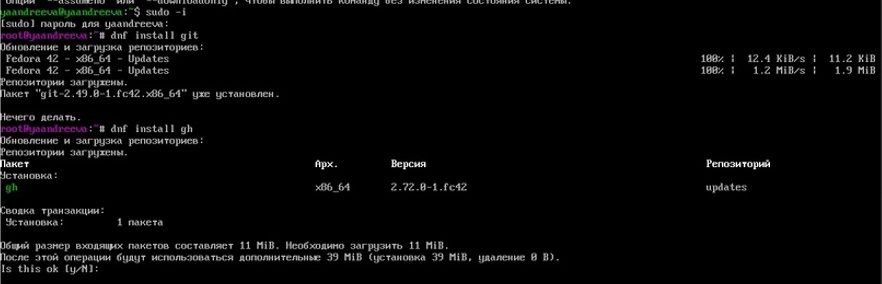 опции "--assumeno" или "--downloadonly", чтобы выполнить команду без изменения состояния системы.
yaandreeva@yaandreeva:~$ sudo -i
[sudo] пароль для yaandreeva:
root@yaandreeva:~# dnf install git
Обновление и загрузка репозиториев:
Fedora 42 - x86_64 - Updates 100% | 12.4 KiB/s | 11.2 KiB
Fedora 42 - x86_64 - Updates 100% | 1.2 MiB/s | 1.9 MiB
Репозитории загружены.
Пакет "git-2.49.0-1.fc42.x86_64" уже установлен.
Нечего делать.
root@yaandreeva:~# dnf install gh
Обновление и загрузка репозиториев:
Репозитории загружены.
Пакет Арх. Версия Репозиторий
Установка:
gh x86_64 2.72.0-1.fc42 updates
Сводка транзакции:
Установка: 1 пакета
Общий размер входящих пакетов составляет 11 MiB. Необходимо загрузить 11 MiB.
После этой операции будут использоваться дополнительные 39 MiB (установка 39 MiB, удаление 0 B).
Is this ok [y/N]: